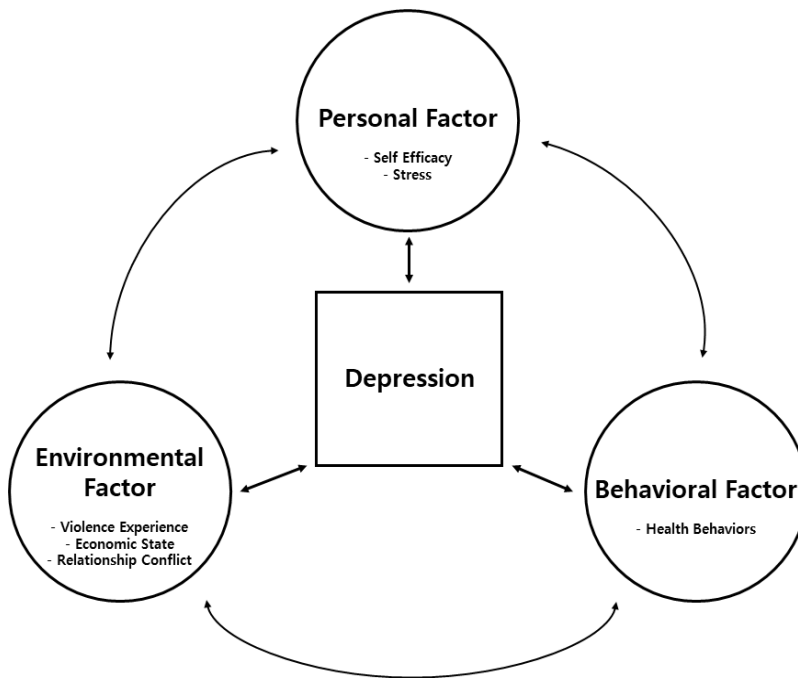 Personal Factor
- Self Efficacy
- Stress
Depression
Environmental
Factor
- Violence Experience
- Economic State
- Relationship Conflict
Behavioral Factor
- Health Behaviors